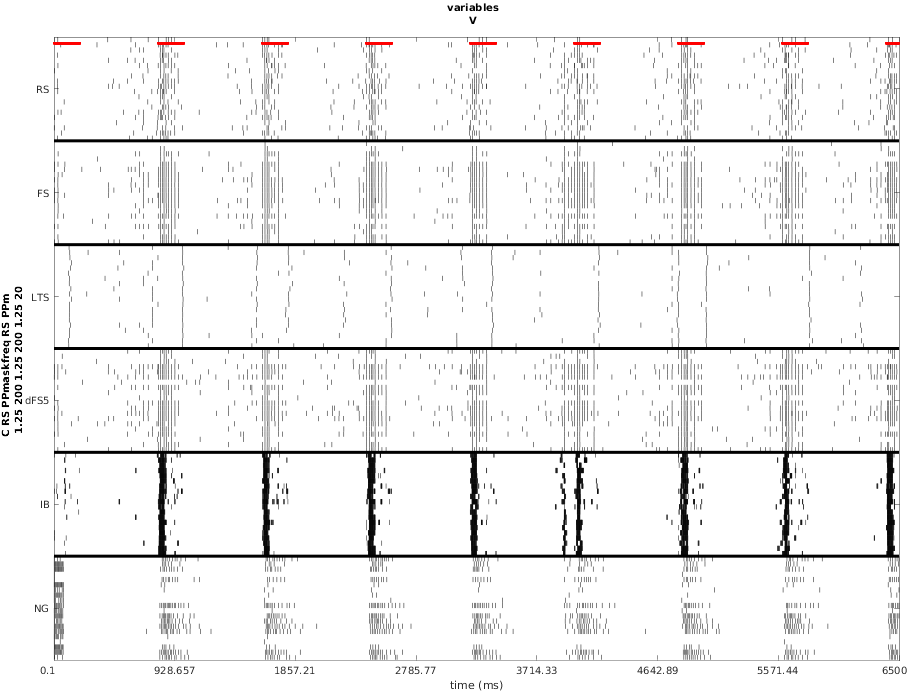 variables
V
C RS PPmaskfreq RS PPm
1.25 200 1.25 200 1.25 20
RS
FS
LTS
dFS5
IB
NG
0.1 928.657 1857.21 2785.77 3714.33 4642.89 5571.44 6500
time (ms)